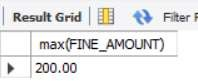 Result Grid Filter
max(FINE_AMOUNT)
200.00